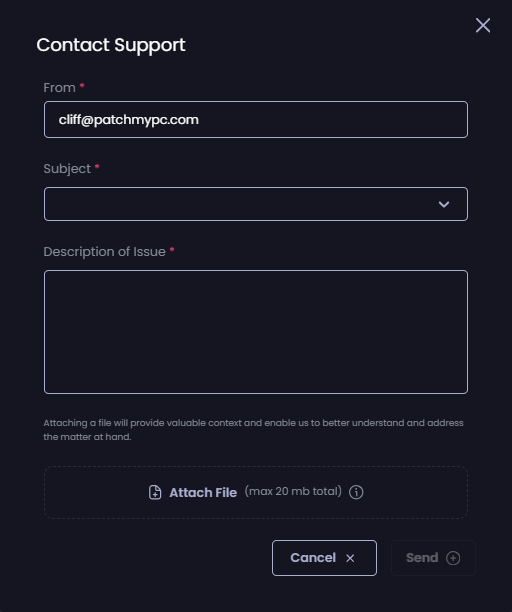 Contact Support
From *
cliff@patchmypc.com
Subject *
Description of Issue *
Attaching a file will provide valuable context and enable us to better understand and address
the matter at hand.
Attach File (max 20 mb total)
Cancel
Send